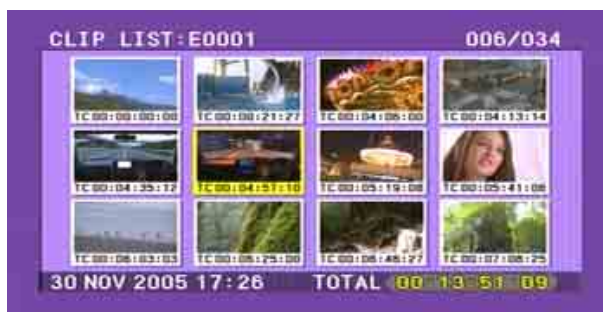 CLIP LIST:E0001 006/034
TC 00:00:00:00 TC 00:00:21:27 TC 00:04:06:00 TC 00:04:13:14
TC 00:04:35:12 TC 00:04:57:10 TC 00:05:19:08 TC 00:05:41:06
TC 00:06:03:03 TC 00:06:25:00 TC 00:06:46:27 TC 00:07:08:25
30 NOV 2005 17:26 TOTAL 00 13 51 09